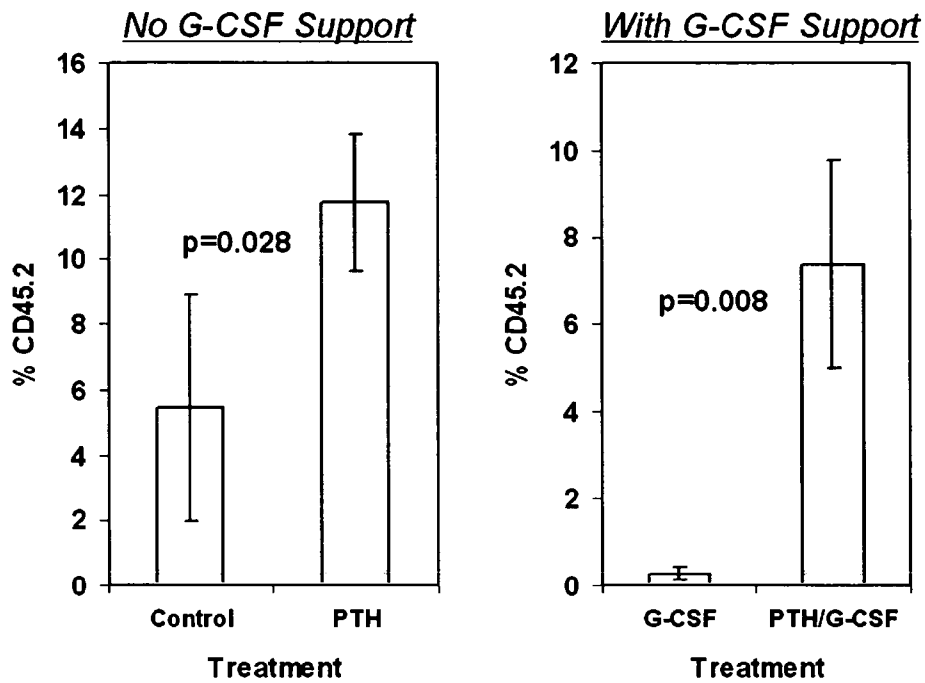 No G-CSF Support
16
14
12
10
8
6
4
2
0
% CD45.2
p=0.028
Control PTH
Treatment
With G-CSF Support
12
10
8
6
4
2
0
% CD45.2
p=0.008
G-CSF PTH/G-CSF
Treatment